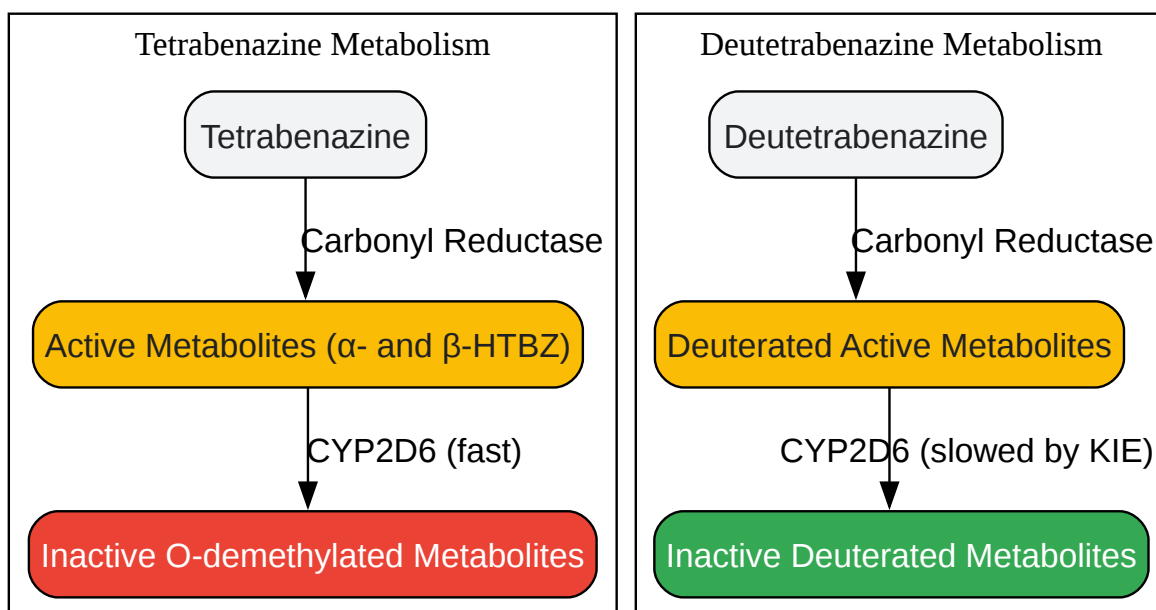 Tetrabenazine Metabolism
Tetrabenazine
Carbonyl Reductase
Active Metabolites (α- and β-HTBZ)
CYP2D6 (fast)
Inactive O-demethylated Metabolites
Deutetrabenazine Metabolism
Deutetrabenazine
Carbonyl Reductase
Deuterated Active Metabolites
CYP2D6 (slowed by KIE)
Inactive Deuterated Metabolites